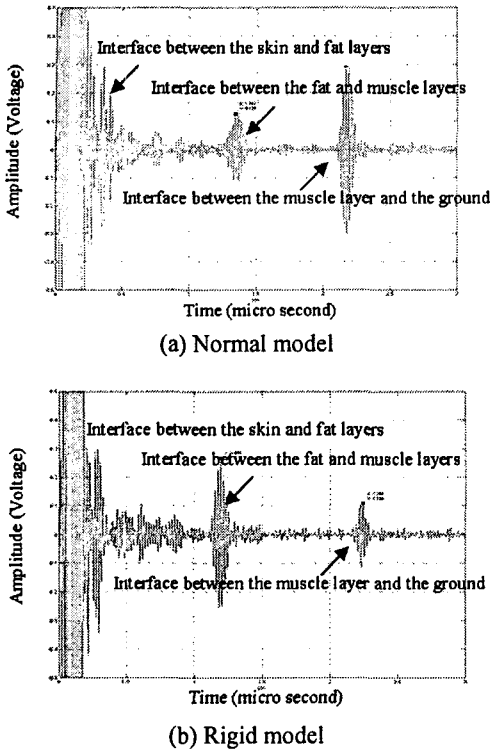 Interface between the skin and fat layers
Interface between the fat and muscle layers
Interface between the muscle layer and the ground
Amplitude (Voltage)
Time (micro second)
(a) Normal model
Interface between the skin and fat layers
Interface between the fat and muscle layers
Interface between the muscle layer and the ground
Amplitude (Voltage)
Time (micro second)
(b) Rigid model